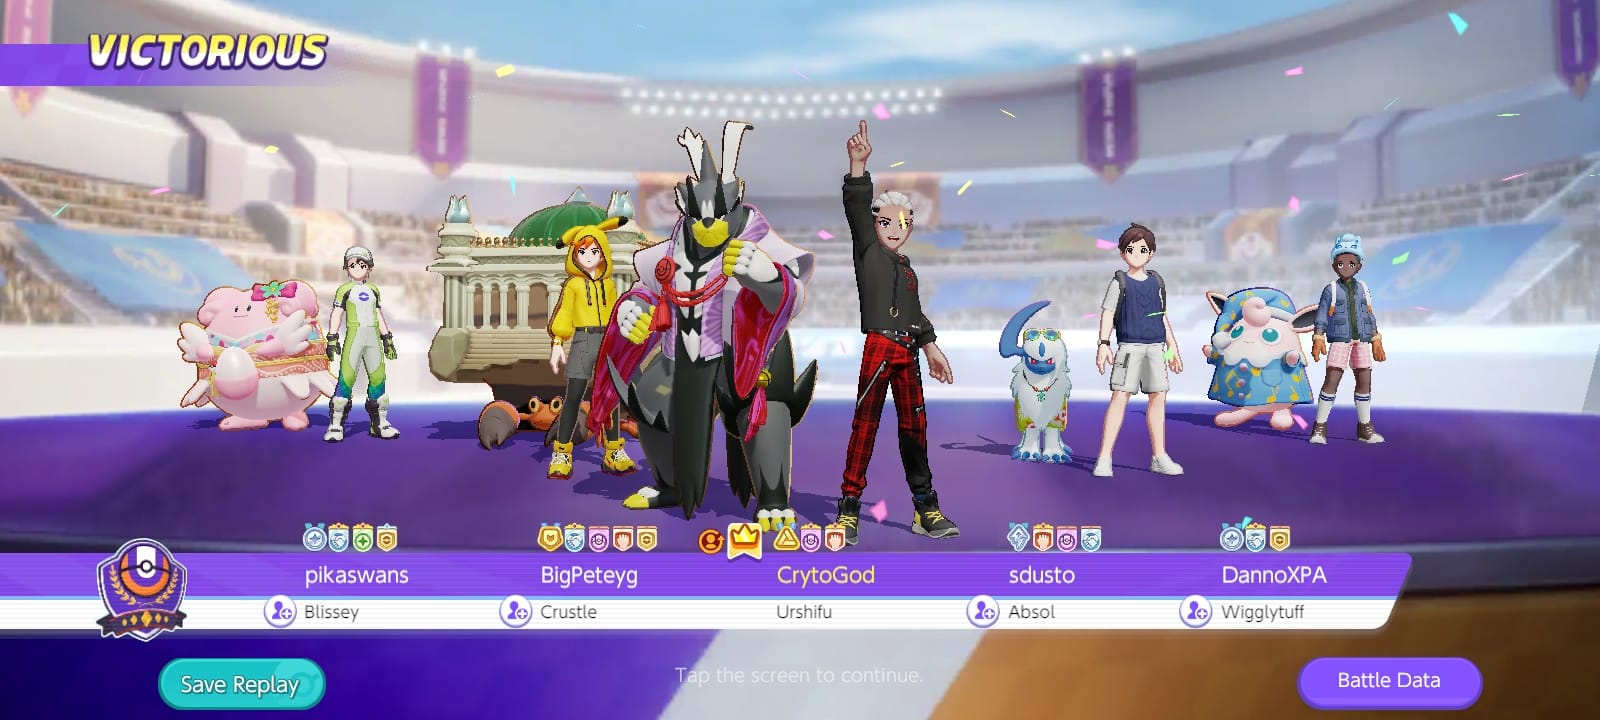 VICTORIOUS
pikaswans
BigPeteyg
CrytoGod
sdusto
DannoXPA
Blissey
Crustle
Urshifu
Absol
Wigglytuff
Save Replay
Tap the screen to continue.
Battle Data